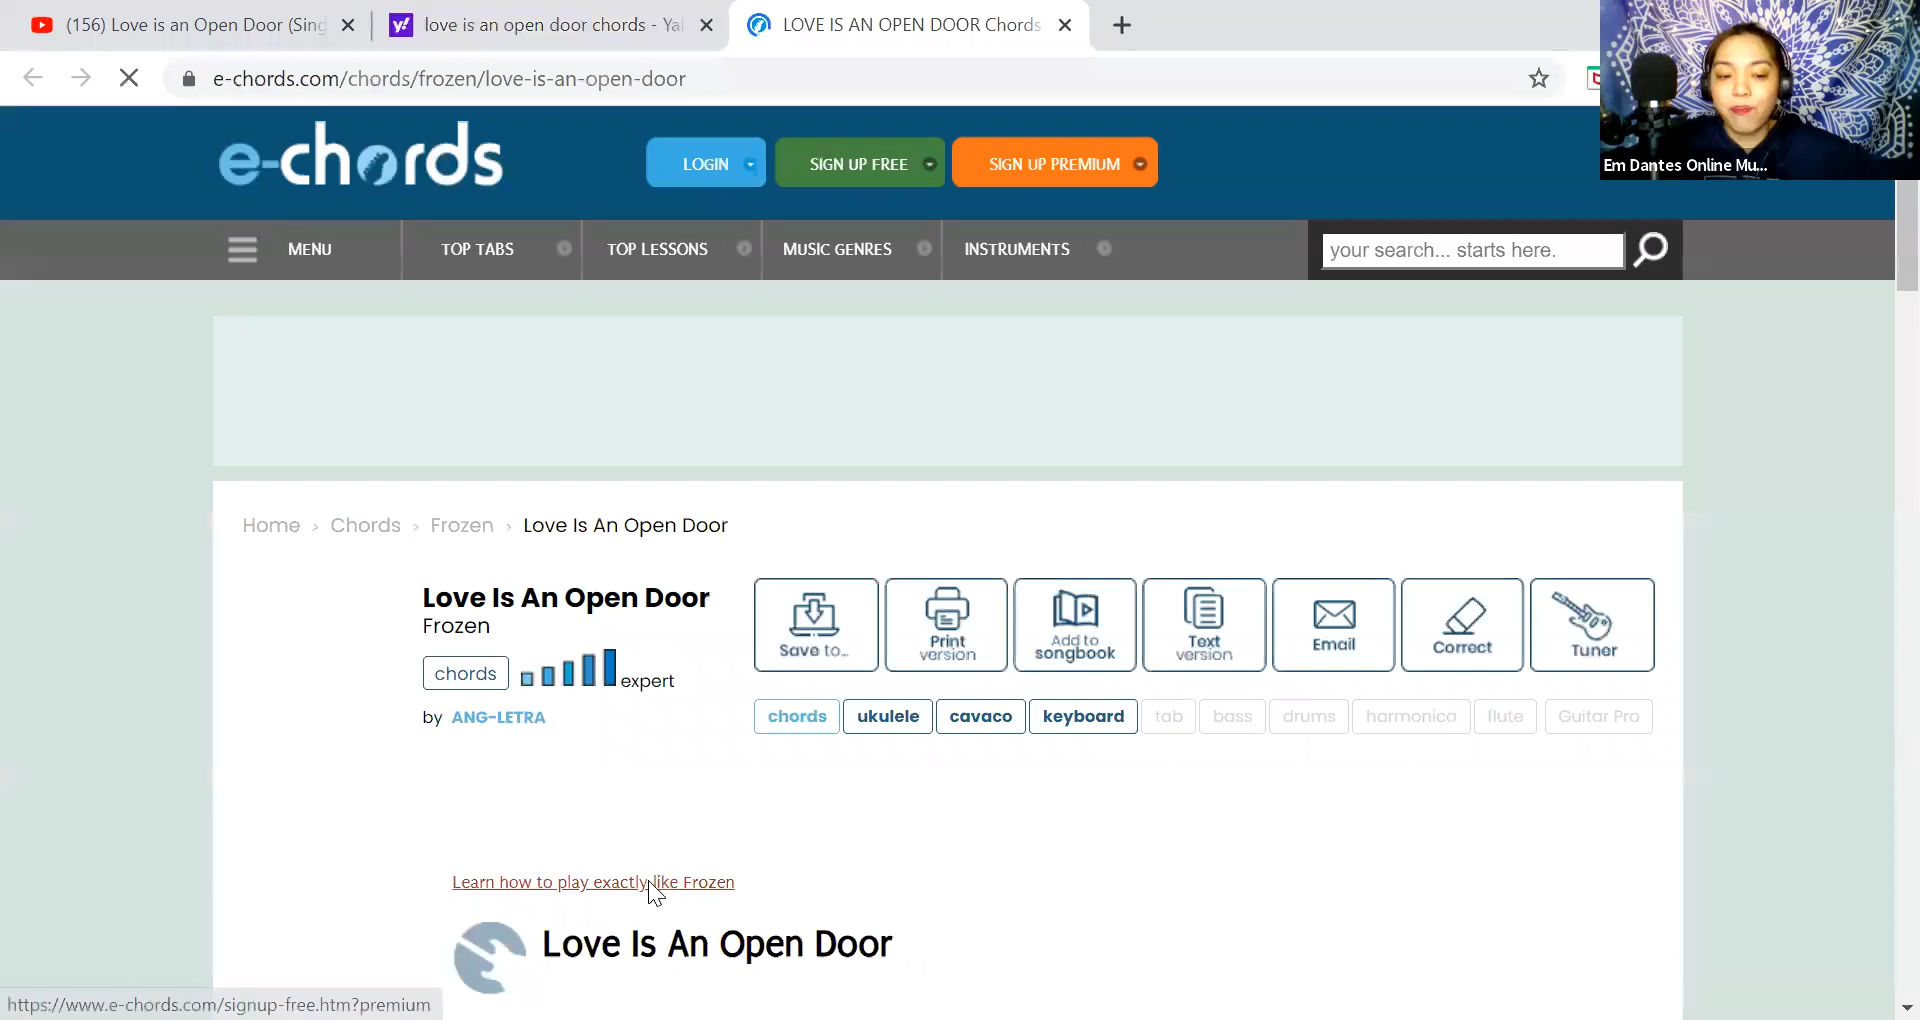 (156) Love is an Open Door (Sing
love is an open door chords - Ya
LOVE IS AN OPEN DOOR Chords
e-chords.com/chords/frozen/love-is-an-open-door
Em Dantes Online Mu...
e-chords
LOGIN
SIGN UP FREE
SIGN UP PREMIUM
MENU
TOP TABS
TOP LESSONS
MUSIC GENRES
INSTRUMENTS
your search... starts here.
Home > Chords > Frozen > Love Is An Open Door
Love Is An Open Door
Frozen
chords
expert
by ANG-LETRA
Save to...
Print
version
Add to
songbook
Text
version
Email
Correct
Tuner
chords
ukulele
cavaco
keyboard
tab
bass
drums
harmonica
flute
Guitar Pro
Learn how to play exactly like Frozen
Love Is An Open Door
https://www.e-chords.com/signup-free.htm?premium